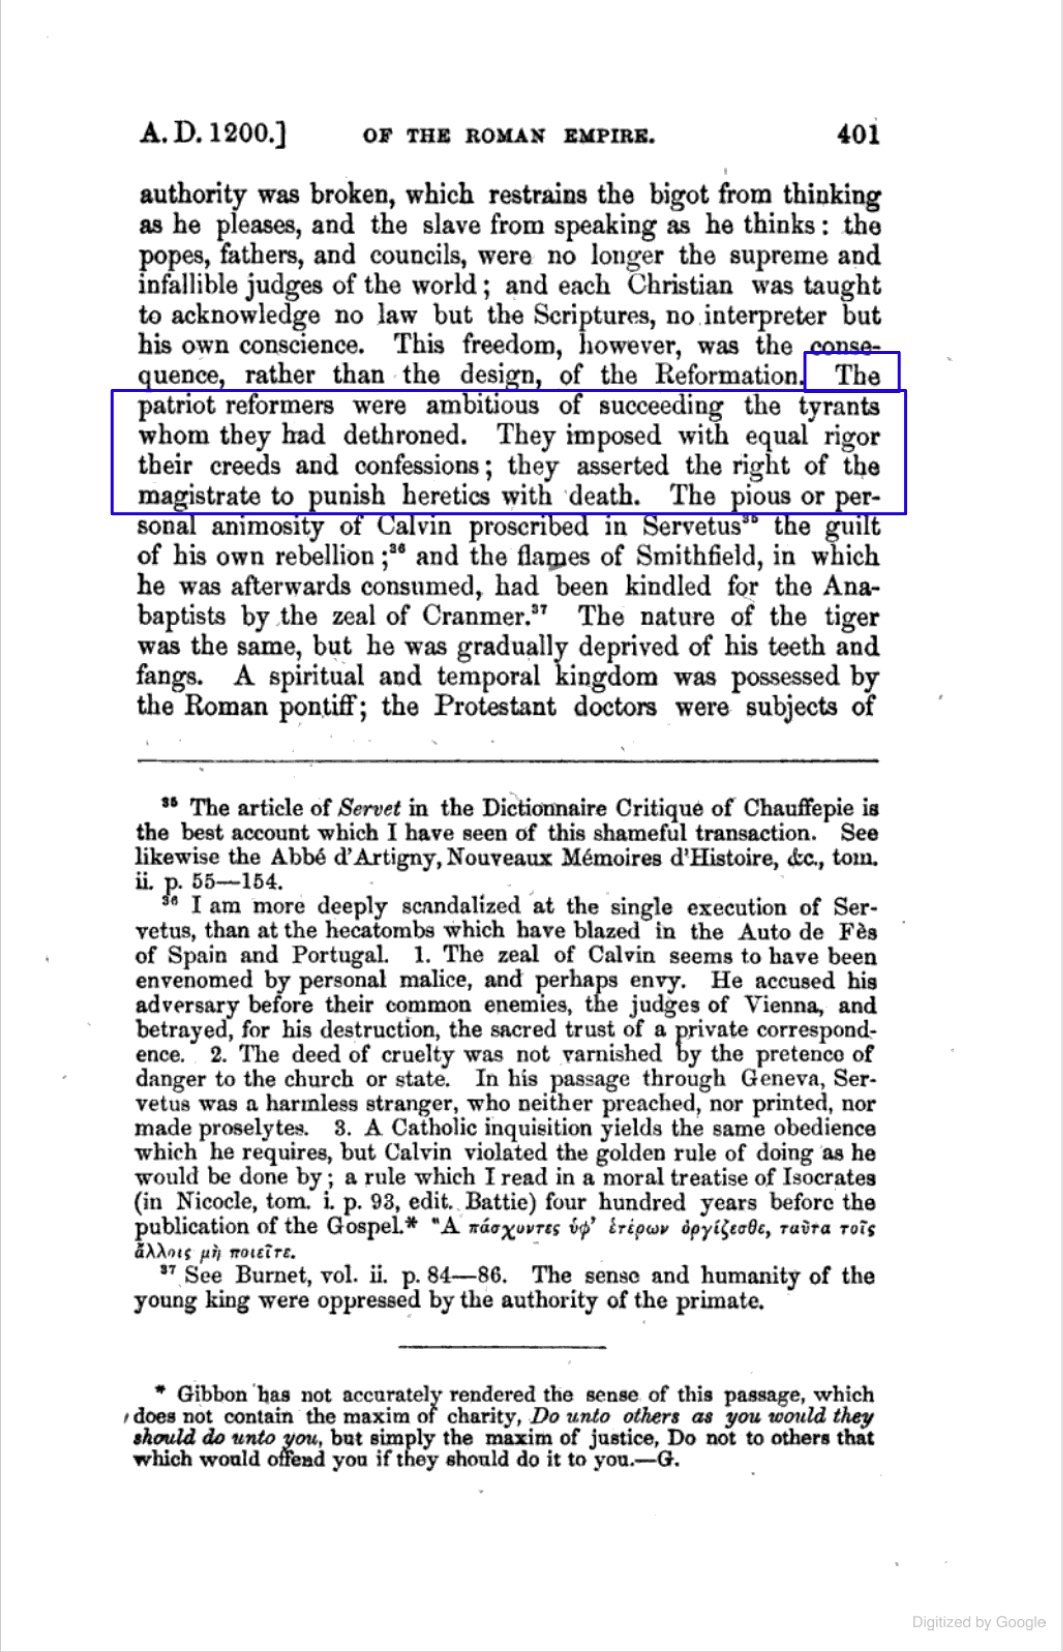 A. D. 1200.] OF THE ROMAN EMPIRE. 401
authority was broken, which restrains the bigot from thinking
as he pleases, and the slave from speaking as he thinks: the
popes, fathers, and councils, were no longer the supreme and
infallible judges of the world; and each Christian was taught
to acknowledge no law but the Scriptures, no interpreter but
his own conscience. This freedom, however, was the conse-
quence, rather than the design, of the Reformation. The
patriot reformers were ambitious of succeeding the tyrants
whom they had dethroned. They imposed with equal rigor
their creeds and confessions; they asserted the right of the
magistrate to punish heretics with death. The pious or per-
sonal animosity of Calvin proscribed in Servetus³⁵ the guilt
of his own rebellion;³⁶ and the flames of Smithfield, in which
he was afterwards consumed, had been kindled for the Ana-
baptists by the zeal of Cranmer.³⁷ The nature of the tiger
was the same, but he was gradually deprived of his teeth and
fangs. A spiritual and temporal kingdom was possessed by
the Roman pontiff; the Protestant doctors were subjects of
³⁵ The article of Servet in the Dictionnaire Critique of Chauffepie is
the best account which I have seen of this shameful transaction. See
likewise the Abbé d'Artigny, Nouveaux Mémoires d'Histoire, &c., tom.
ii. p. 55—154.
³⁶ I am more deeply scandalized at the single execution of Ser-
vetus, than at the hecatombs which have blazed in the Auto de Fès
of Spain and Portugal. 1. The zeal of Calvin seems to have been
envenomed by personal malice, and perhaps envy. He accused his
adversary before their common enemies, the judges of Vienna, and
betrayed, for his destruction, the sacred trust of a private correspond-
ence. 2. The deed of cruelty was not varnished by the pretence of
danger to the church or state. In his passage through Geneva, Ser-
vetus was a harmless stranger, who neither preached, nor printed, nor
made proselytes. 3. A Catholic inquisition yields the same obedience
which he requires, but Calvin violated the golden rule of doing as he
would be done by; a rule which I read in a moral treatise of Isocrates
(in Nicocle, tom. i. p. 93, edit. Battie) four hundred years before the
publication of the Gospel.* Ἃ πάσχοντες ὑφ' ἑτέρων ὀργίζεσθε, ταῦτα τοῖς
ἄλλοις μὴ ποιεῖτε.
³⁷ See Burnet, vol. ii. p. 84—86. The sense and humanity of the
young king were oppressed by the authority of the primate.
* Gibbon has not accurately rendered the sense of this passage, which
does not contain the maxim of charity, Do unto others as you would they
should do unto you, but simply the maxim of justice, Do not to others that
which would offend you if they should do it to you.—G.
Digitized by Google